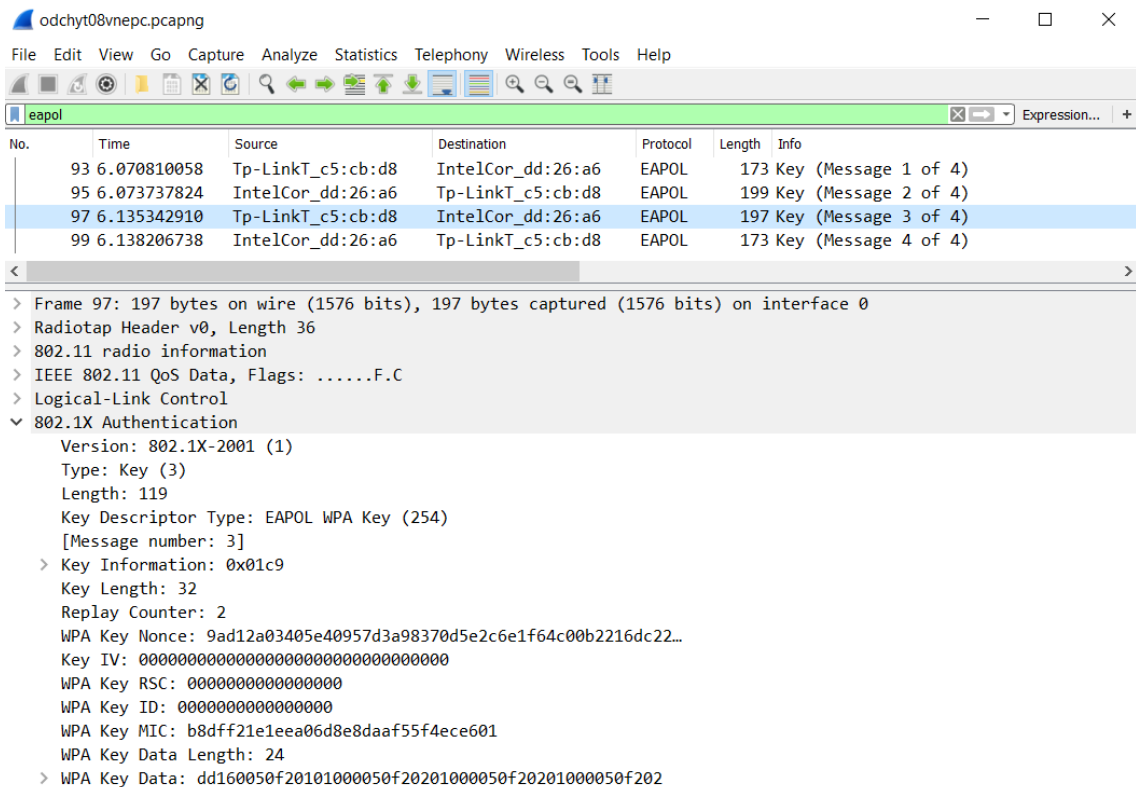 odchyt08vnepc.pcapng
File Edit View Go Capture Analyze Statistics Telephony Wireless Tools Help
eapol Expression... +
No. Time Source Destination Protocol Length Info
93 6.070810058 Tp-LinkT_c5:cb:d8 IntelCor_dd:26:a6 EAPOL 173 Key (Message 1 of 4)
95 6.073737824 IntelCor_dd:26:a6 Tp-LinkT_c5:cb:d8 EAPOL 199 Key (Message 2 of 4)
97 6.135342910 Tp-LinkT_c5:cb:d8 IntelCor_dd:26:a6 EAPOL 197 Key (Message 3 of 4)
99 6.138206738 IntelCor_dd:26:a6 Tp-LinkT_c5:cb:d8 EAPOL 173 Key (Message 4 of 4)
Frame 97: 197 bytes on wire (1576 bits), 197 bytes captured (1576 bits) on interface 0
Radiotap Header v0, Length 36
802.11 radio information
IEEE 802.11 QoS Data, Flags: ......F.C
Logical-Link Control
802.1X Authentication
Version: 802.1X-2001 (1)
Type: Key (3)
Length: 119
Key Descriptor Type: EAPOL WPA Key (254)
[Message number: 3]
Key Information: 0x01c9
Key Length: 32
Replay Counter: 2
WPA Key Nonce: 9ad12a03405e40957d3a98370d5e2c6e1f64c00b2216dc22…
Key IV: 00000000000000000000000000000000
WPA Key RSC: 0000000000000000
WPA Key ID: 0000000000000000
WPA Key MIC: b8dff21e1eea06d8e8daaf55f4ece601
WPA Key Data Length: 24
WPA Key Data: dd160050f20101000050f20201000050f20201000050f202